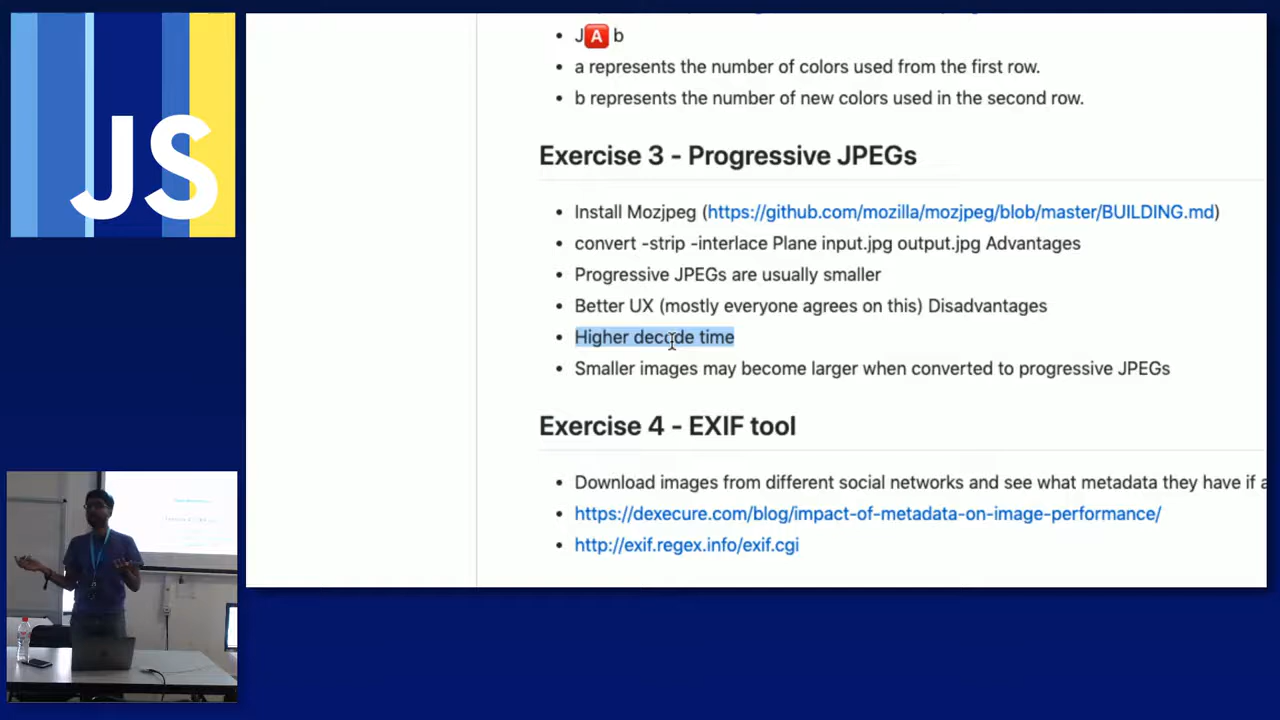 JS
J🅰 b
a represents the number of colors used from the first row.
b represents the number of new colors used in the second row.
Exercise 3 - Progressive JPEGs
Install Mozjpeg (https://github.com/mozilla/mozjpeg/blob/master/BUILDING.md)
convert -strip -interlace Plane input.jpg output.jpg Advantages
Progressive JPEGs are usually smaller
Better UX (mostly everyone agrees on this) Disadvantages
Higher decode time
Smaller images may become larger when converted to progressive JPEGs
Exercise 4 - EXIF tool
Download images from different social networks and see what metadata they have if
https://dexecure.com/blog/impact-of-metadata-on-image-performance/
http://exif.regex.info/exif.cgi